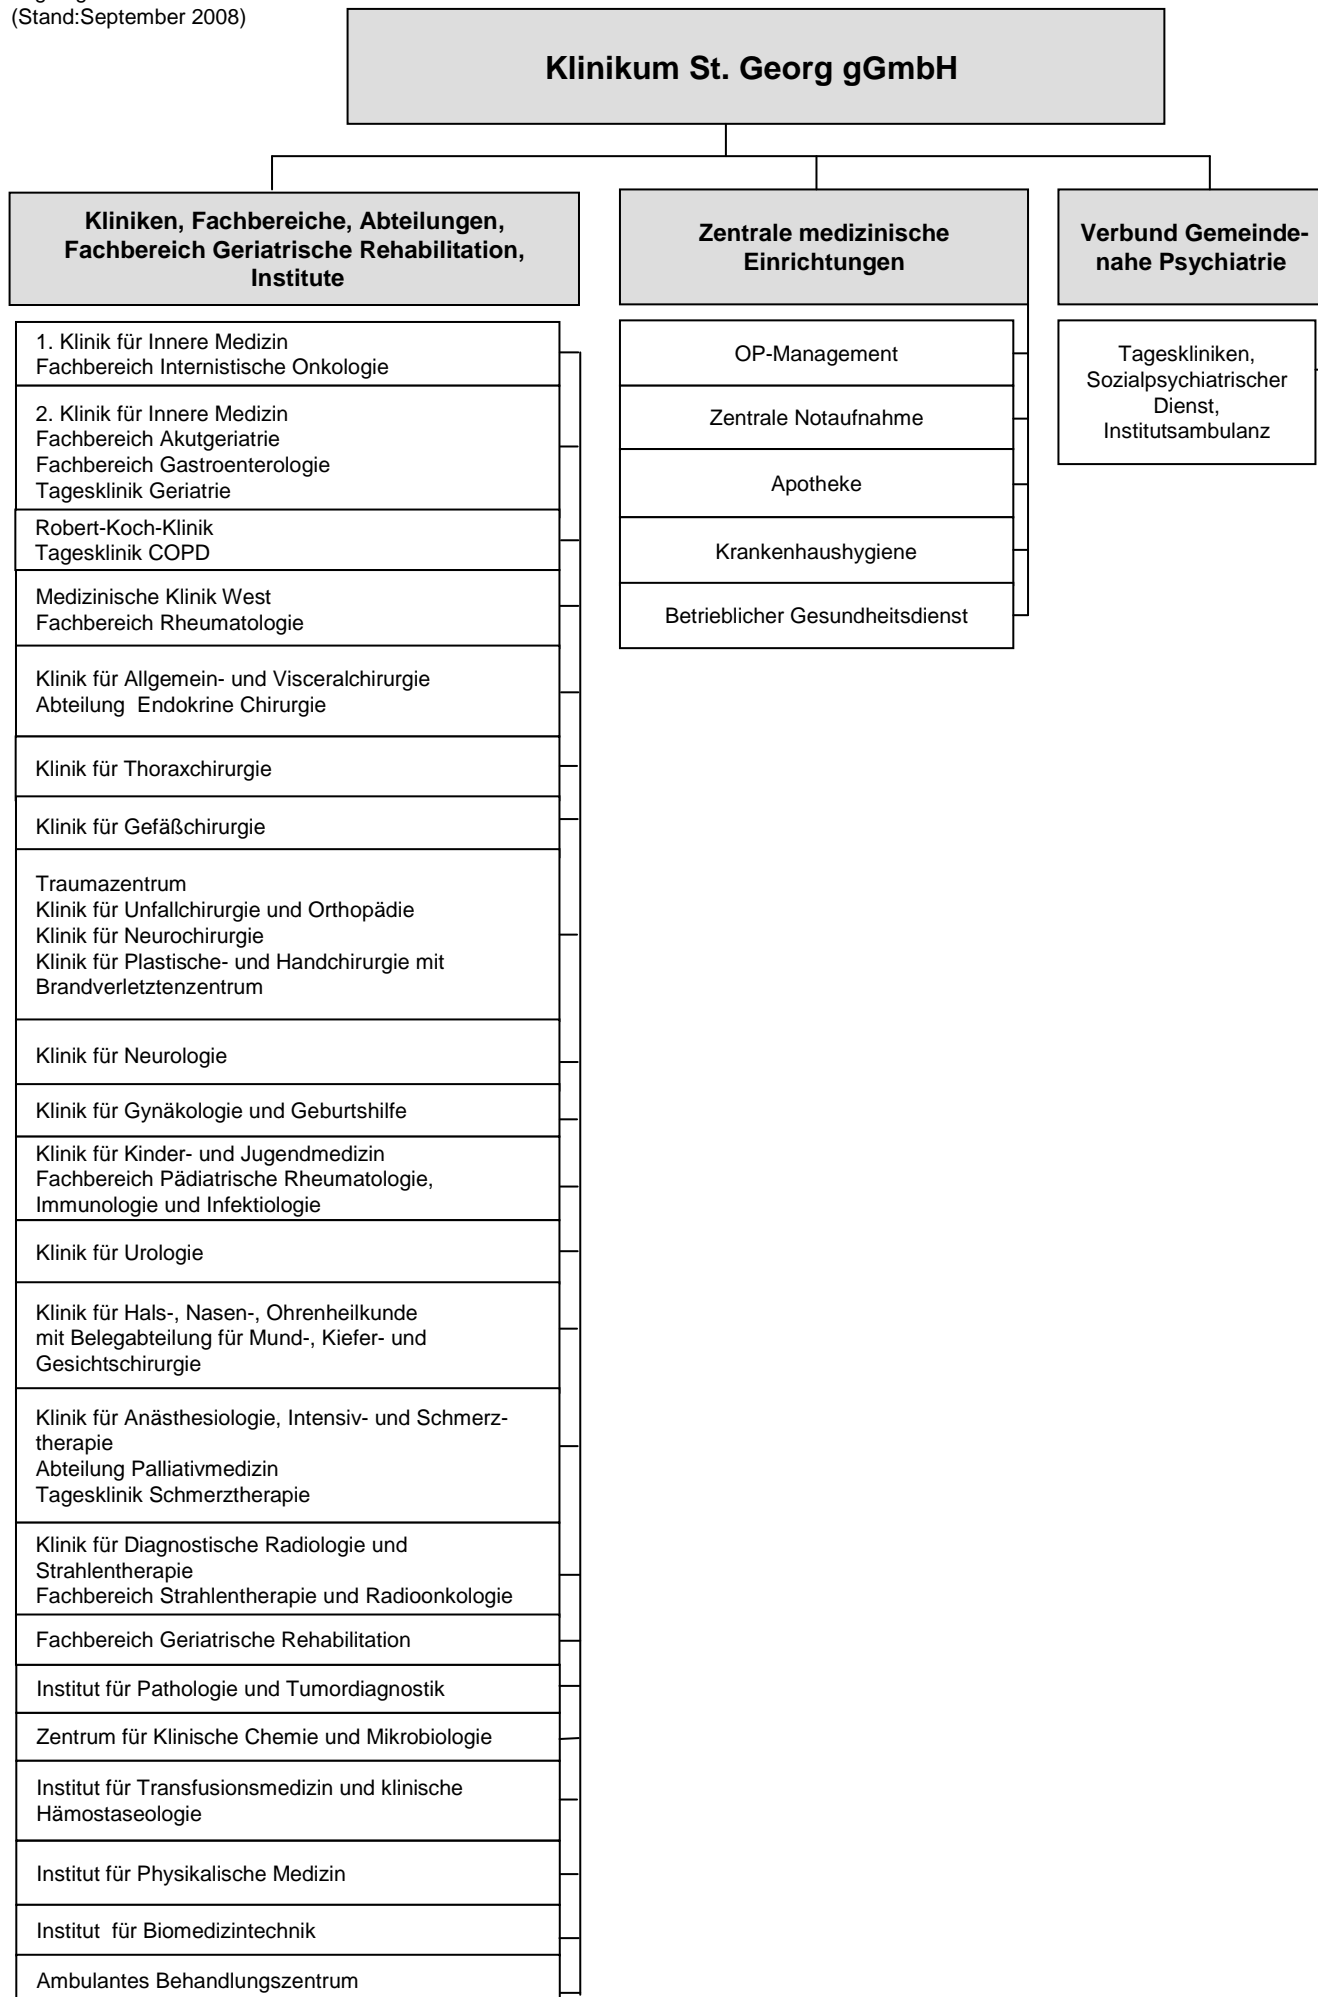 (Stand:September 2008)
Klinikum St. Georg gGmbH
Kliniken, Fachbereiche, Abteilungen,
Fachbereich Geriatrische Rehabilitation,
Institute
Zentrale medizinische
Einrichtungen
Verbund Gemeinde-
nahe Psychiatrie
1. Klinik für Innere Medizin
Fachbereich Internistische Onkologie
2. Klinik für Innere Medizin
Fachbereich Akutgeriatrie
Fachbereich Gastroenterologie
Tagesklinik Geriatrie
Robert-Koch-Klinik
Tagesklinik COPD
Medizinische Klinik West
Fachbereich Rheumatologie
Klinik für Allgemein- und Visceralchirurgie
Abteilung  Endokrine Chirurgie
Klinik für Thoraxchirurgie
Klinik für Gefäßchirurgie
Traumazentrum
Klinik für Unfallchirurgie und Orthopädie
Klinik für Neurochirurgie
Klinik für Plastische- und Handchirurgie mit
Brandverletztenzentrum
Klinik für Neurologie
Klinik für Gynäkologie und Geburtshilfe
Klinik für Kinder- und Jugendmedizin
Fachbereich Pädiatrische Rheumatologie,
Immunologie und Infektiologie
Klinik für Urologie
Klinik für Hals-, Nasen-, Ohrenheilkunde
mit Belegabteilung für Mund-, Kiefer- und
Gesichtschirurgie
Klinik für Anästhesiologie, Intensiv- und Schmerz-
therapie
Abteilung Palliativmedizin
Tagesklinik Schmerztherapie
Klinik für Diagnostische Radiologie und
Strahlentherapie
Fachbereich Strahlentherapie und Radioonkologie
Fachbereich Geriatrische Rehabilitation
Institut für Pathologie und Tumordiagnostik
Zentrum für Klinische Chemie und Mikrobiologie
Institut für Transfusionsmedizin und klinische
Hämostaseologie
Institut für Physikalische Medizin
Institut  für Biomedizintechnik
Ambulantes Behandlungszentrum
OP-Management
Zentrale Notaufnahme
Apotheke
Krankenhaushygiene
Betrieblicher Gesundheitsdienst
Tageskliniken,
Sozialpsychiatrischer
Dienst,
Institutsambulanz